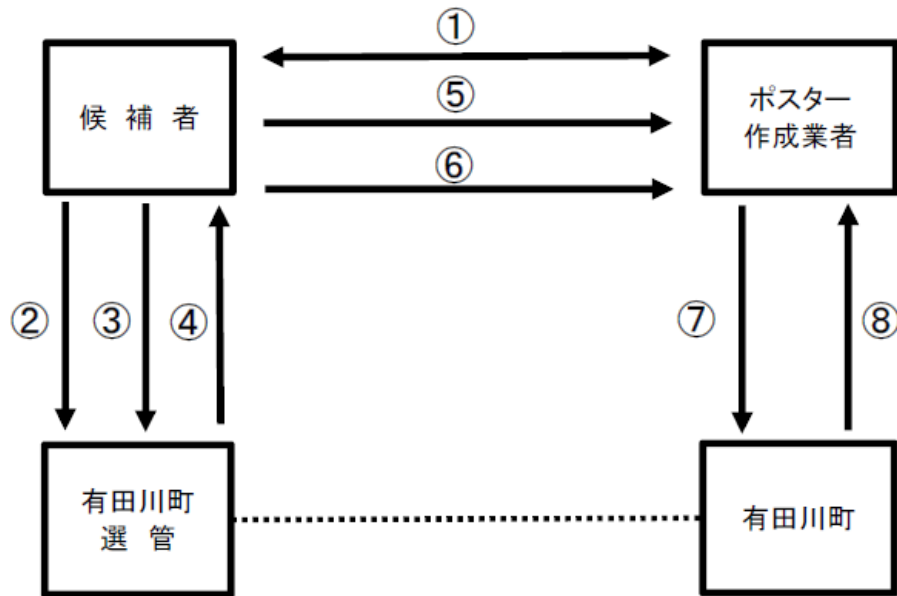 ①
候 補 者
⑤
ポスター
作成業者
⑥
②
③
④
⑦
⑧
有田川町
選 管
有田川町